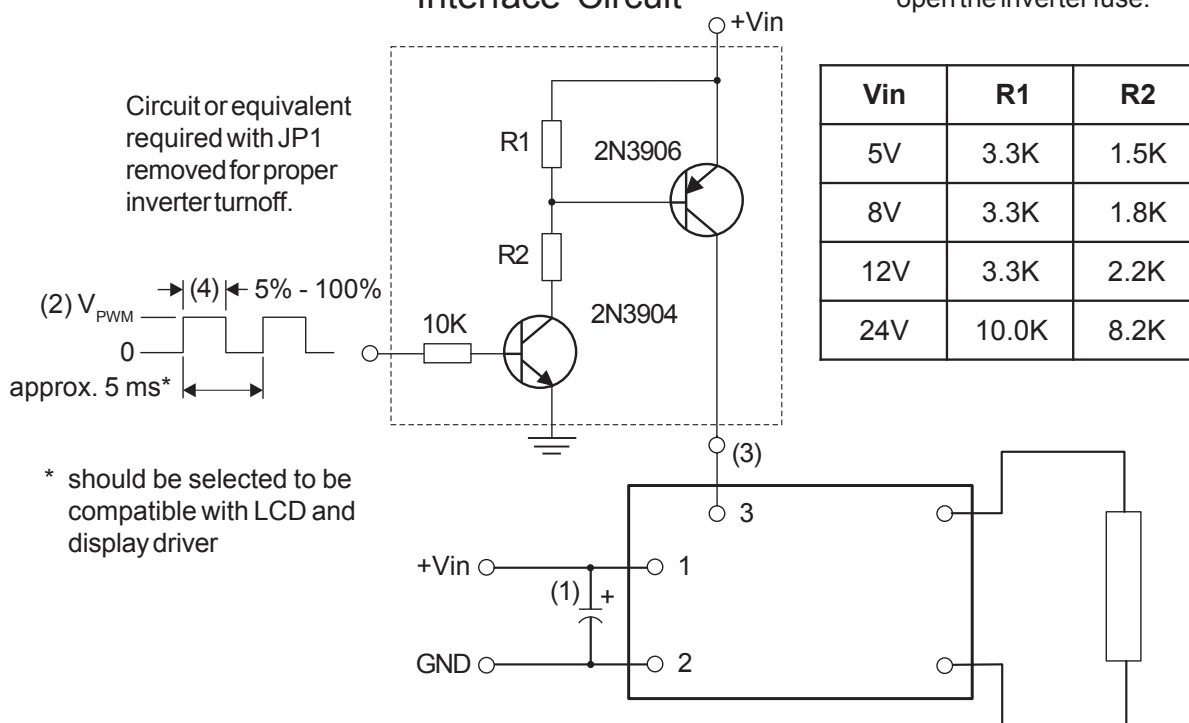 Interface Circuit
open the inverter fuse.
+Vin
Circuit or equivalent
required with JP1
removed for proper
inverter turnoff.
R1
2N3906
R2
2N3904
10K
(2) VPWM
(4)
5% - 100%
0
approx. 5 ms*
Vin R1 R2
5V 3.3K 1.5K
8V 3.3K 1.8K
12V 3.3K 2.2K
24V 10.0K 8.2K
* should be selected to be
compatible with LCD and
display driver
(3)
3
+Vin
1
(1) +
GND
2